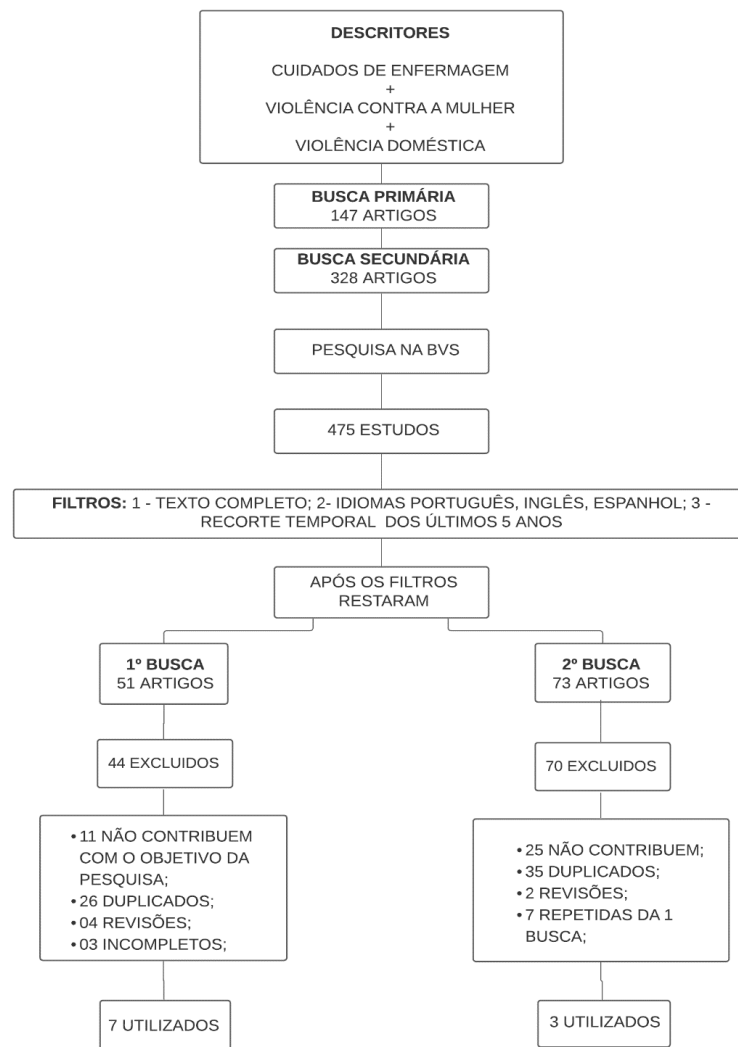 DESCRITORES
CUIDADOS DE ENFERMAGEM
+
VIOLÊNCIA CONTRA A MULHER
+
VIOLÊNCIA DOMÉSTICA
BUSCA PRIMÁRIA
147 ARTIGOS
BUSCA SECUNDÁRIA
328 ARTIGOS
PESQUISA NA BVS
475 ESTUDOS
FILTROS: 1 - TEXTO COMPLETO; 2- IDIOMAS PORTUGUÊS, INGLÊS, ESPANHOL; 3 -
RECORTE TEMPORAL DOS ÚLTIMOS 5 ANOS
APÓS OS FILTROS
RESTARAM
1º BUSCA
51 ARTIGOS
44 EXCLUIDOS
• 11 NÃO CONTRIBUEM
COM O OBJETIVO DA
PESQUISA;
• 26 DUPLICADOS;
• 04 REVISÕES;
• 03 INCOMPLETOS;
7 UTILIZADOS
2º BUSCA
73 ARTIGOS
70 EXCLUIDOS
• 25 NÃO CONTRIBUEM;
• 35 DUPLICADOS;
• 2 REVISÕES;
• 7 REPETIDAS DA 1
BUSCA;
3 UTILIZADOS